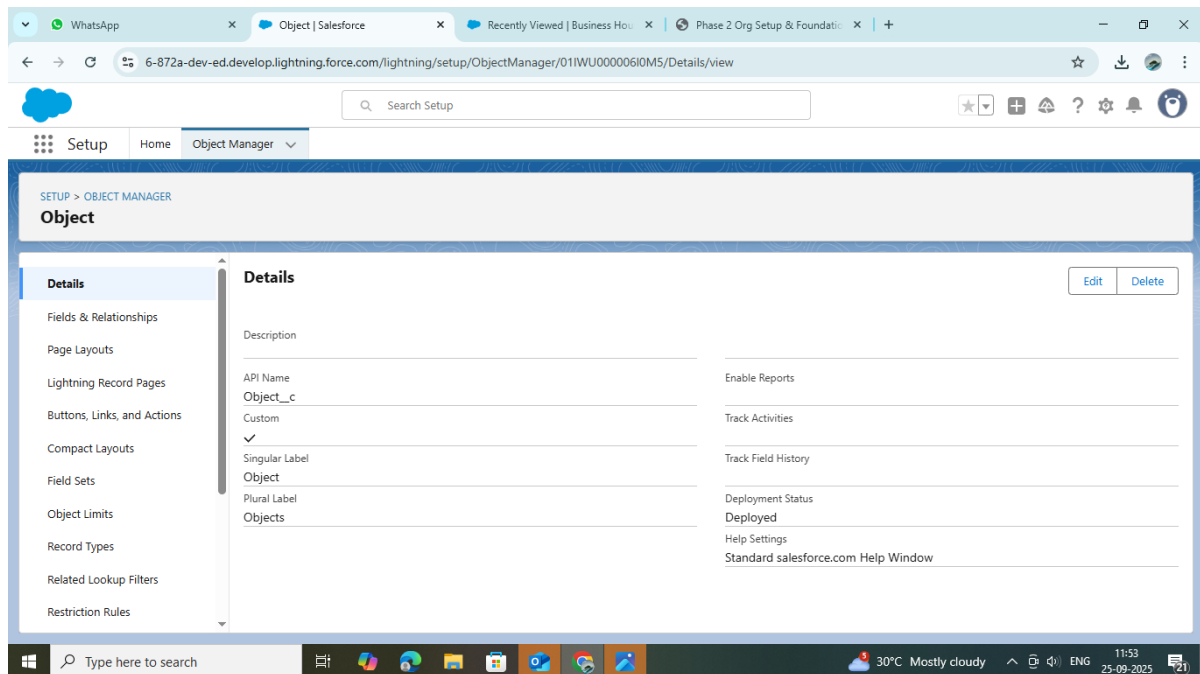 WhatsApp
Object | Salesforce
Recently Viewed | Business Hou
Phase 2 Org Setup & Foundatic
6-872a-dev-ed.develop.lightning.force.com/lightning/setup/ObjectManager/01IWU000006I0M5/Details/view
Search Setup
Setup
Home
Object Manager
SETUP > OBJECT MANAGER
Object
Details
Fields & Relationships
Page Layouts
Lightning Record Pages
Buttons, Links, and Actions
Compact Layouts
Field Sets
Object Limits
Record Types
Related Lookup Filters
Restriction Rules
Details
Edit
Delete
Description
API Name
Object__c
Custom
Singular Label
Object
Plural Label
Objects
Enable Reports
Track Activities
Track Field History
Deployment Status
Deployed
Help Settings
Standard salesforce.com Help Window
Type here to search
30°C Mostly cloudy
ENG
11:53
25-09-2025
21